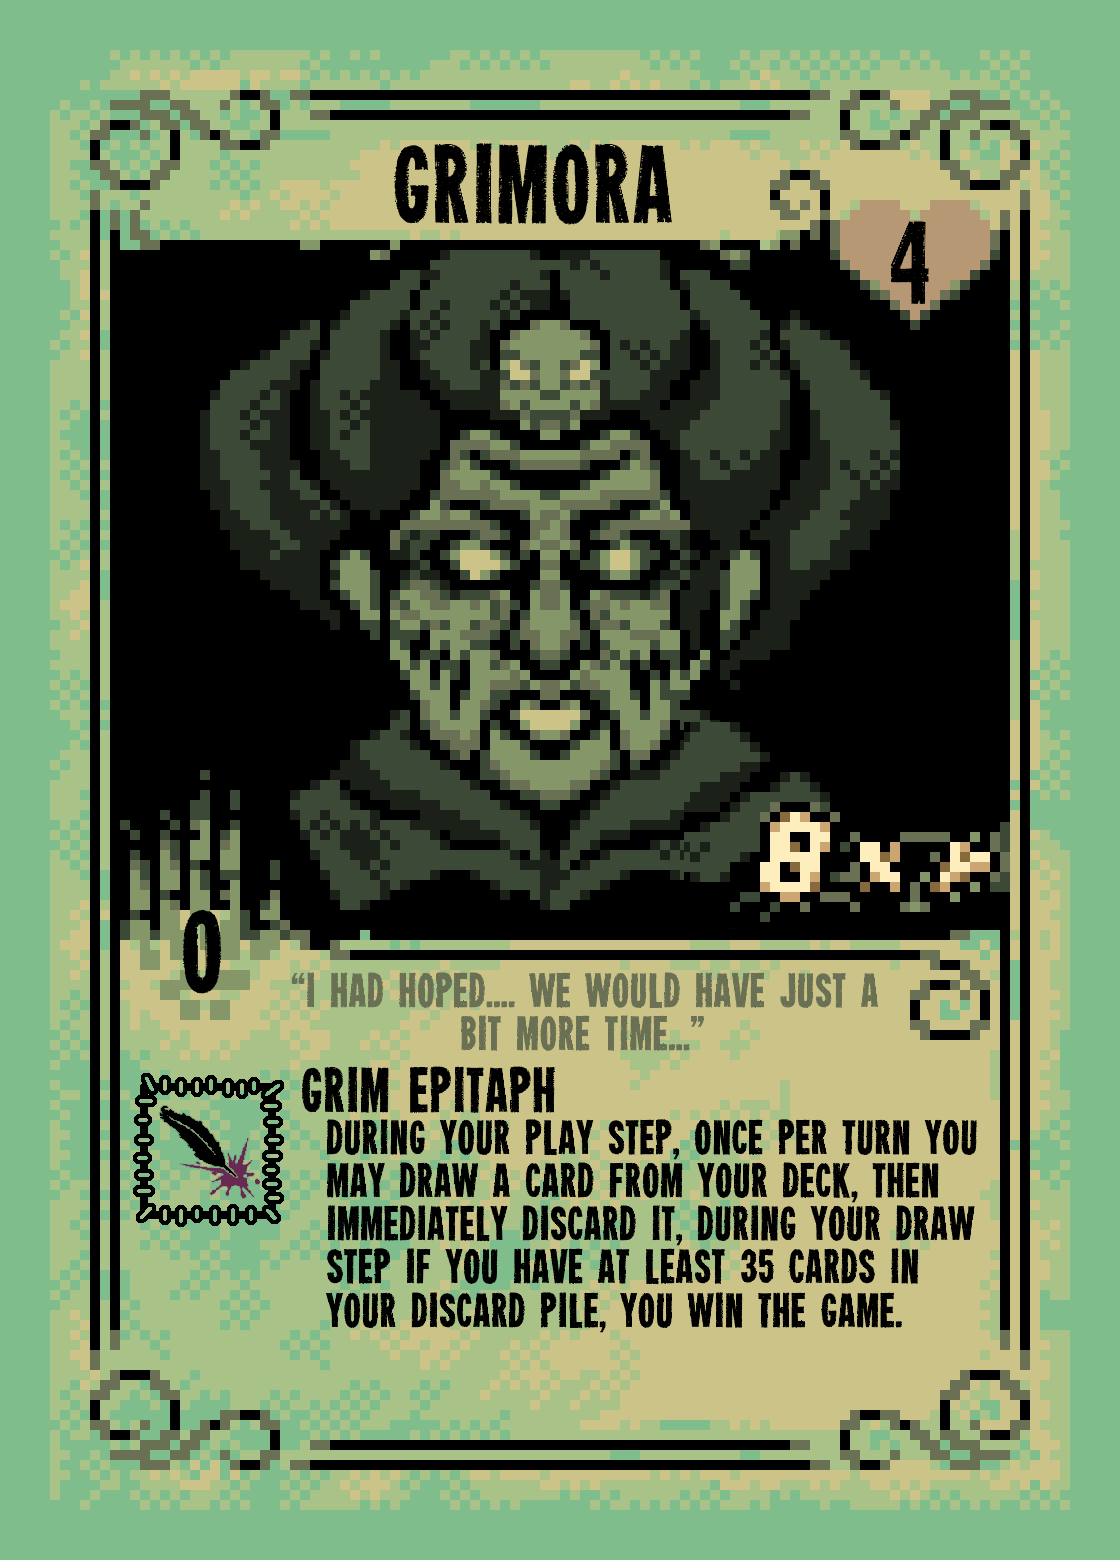 GRIMORA
4
8 x
0
“I HAD HOPED.... WE WOULD HAVE JUST A
BIT MORE TIME...”
GRIM EPITAPH
DURING YOUR PLAY STEP, ONCE PER TURN YOU
MAY DRAW A CARD FROM YOUR DECK, THEN
IMMEDIATELY DISCARD IT, DURING YOUR DRAW
STEP IF YOU HAVE AT LEAST 35 CARDS IN
YOUR DISCARD PILE, YOU WIN THE GAME.